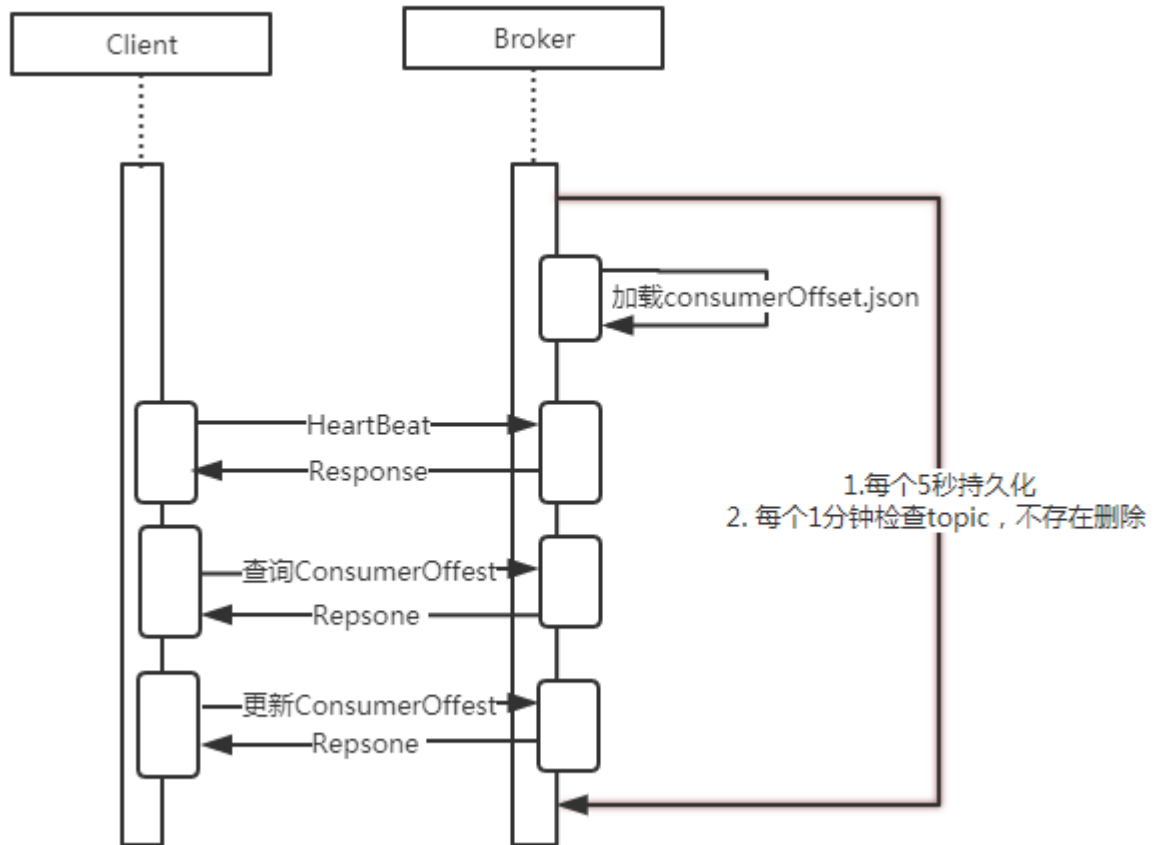 Client
Broker
加载consumerOffset.json
HeartBeat
Response
1.每个5秒持久化
2. 每个1分钟检查topic，不存在删除
查询ConsumerOffest
Repsone
更新ConsumerOffest
Repsone